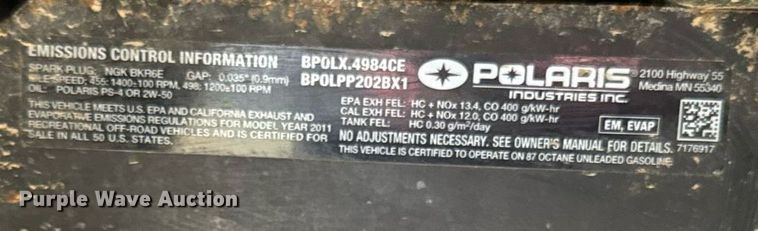 EMISSIONS CONTROL INFORMATION
BPOLX.4984CE
SPARK PLUG: NGK BKR6E GAP: 0.035" (0.9mm)
BPOLPP202BX1
IDLE SPEED: 455: 1400±100 RPM, 498: 1200±100 RPM
OIL: POLARIS PS-4 OR 2W-50
POLARIS®
INDUSTRIES INC.
2100 Highway 55
Medina MN 55340
THIS VEHICLE MEETS U.S. EPA AND CALIFORNIA EXHAUST AND
EVAPORATIVE EMISSIONS REGULATIONS FOR MODEL YEAR 2011
RECREATIONAL OFF-ROAD VEHICLES AND IS CERTIFIED FOR
SALE IN ALL 50 U.S. STATES.
EPA EXH FEL: HC + NOx 13.4, CO 400 g/kW-hr
CAL EXH FEL: HC + NOx 12.0, CO 400 g/kW-hr
TANK FEL: HC 0.30 g/m²/day
EM, EVAP
NO ADJUSTMENTS NECESSARY. SEE OWNER'S MANUAL FOR DETAILS.
THIS VEHICLE IS CERTIFIED TO OPERATE ON 87 OCTANE UNLEADED GASOLINE.
7176917
Purple Wave Auction